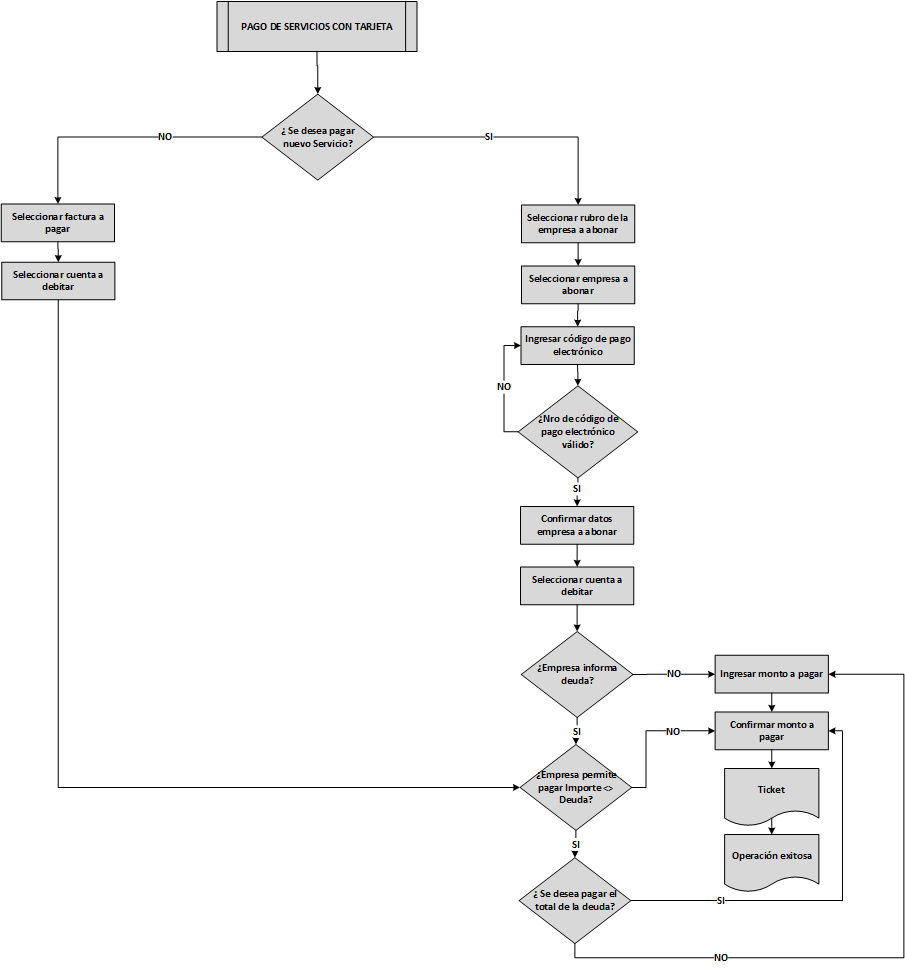 PAGO DE SERVICIOS CON TARJETA
¿ Se desea pagar
nuevo Servicio?
NO
SI
Seleccionar factura a
pagar
Seleccionar cuenta a
debitar
Seleccionar rubro de la
empresa a abonar
Seleccionar empresa a
abonar
Ingresar código de pago
electrónico
NO
¿Nro de código de
pago electrónico
válido?
SI
Confirmar datos
empresa a abonar
Seleccionar cuenta a
debitar
¿Empresa informa
deuda?
NO
Ingresar monto a pagar
SI
Confirmar monto a
pagar
NO
¿Empresa permite
pagar Importe <>
Deuda?
Ticket
SI
Operación exitosa
¿ Se desea pagar el
total de la deuda?
SI
NO